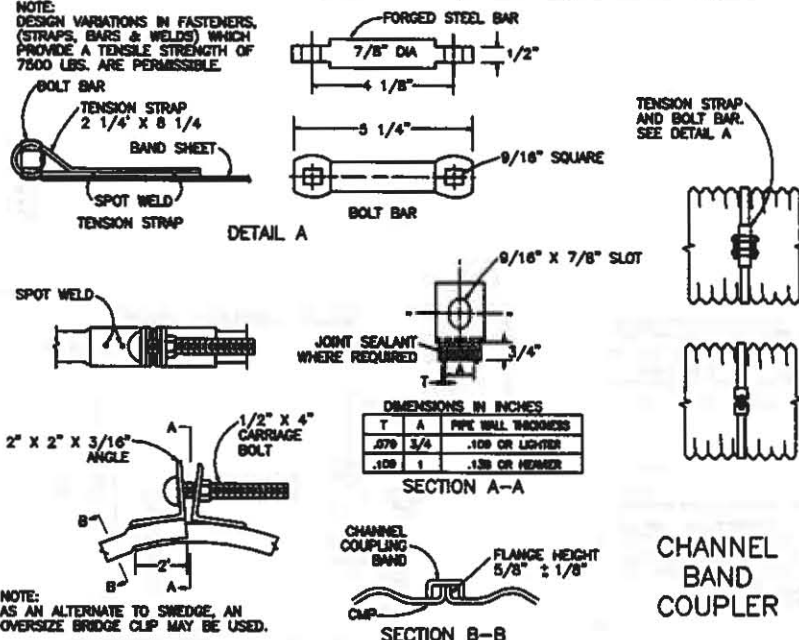 NOTE:
DESIGN VARIATIONS IN FASTENERS,
(STRAPS, BARS & WELDS) WHICH
PROVIDE A TENSILE STRENGTH OF
7500 LBS. ARE PERMISSIBLE.
BOLT BAR
TENSION STRAP
2 1/4' X 8 1/4
BAND SHEET
SPOT WELD
TENSION STRAP
DETAIL A
FORGED STEEL BAR
7/8" DIA
1/2"
4 1/8"
5 1/4"
9/16" SQUARE
BOLT BAR
TENSION STRAP
AND BOLT BAR.
SEE DETAIL A
SPOT WELD
9/16" X 7/8" SLOT
JOINT SEALANT
WHERE REQUIRED
3/4"
T
A
DIMENSIONS IN INCHES
T A PIPE WALL THICKNESS
.079 3/4 .109 OR LIGHTER
.109 1 .138 OR HEAVIER
SECTION A-A
2" X 2" X 3/16"
ANGLE
A
1/2" X 4"
CARRIAGE
BOLT
B
B
2'
A
NOTE:
AS AN ALTERNATE TO SWEDGE, AN
OVERSIZE BRIDGE CLIP MAY BE USED.
CHANNEL
COUPLING
BAND
FLANGE HEIGHT
5/8" ± 1/8"
CMP
SECTION B-B
CHANNEL
BAND
COUPLER